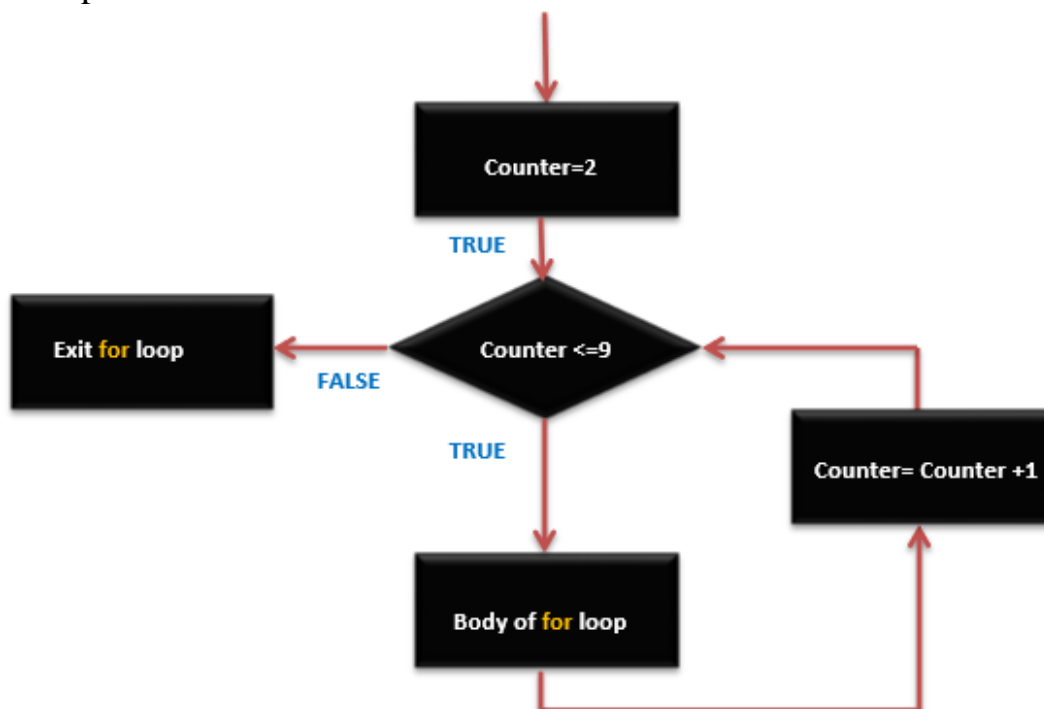 Counter=2
TRUE
Counter <=9
Exit for loop
FALSE
TRUE
Counter= Counter +1
Body of for loop